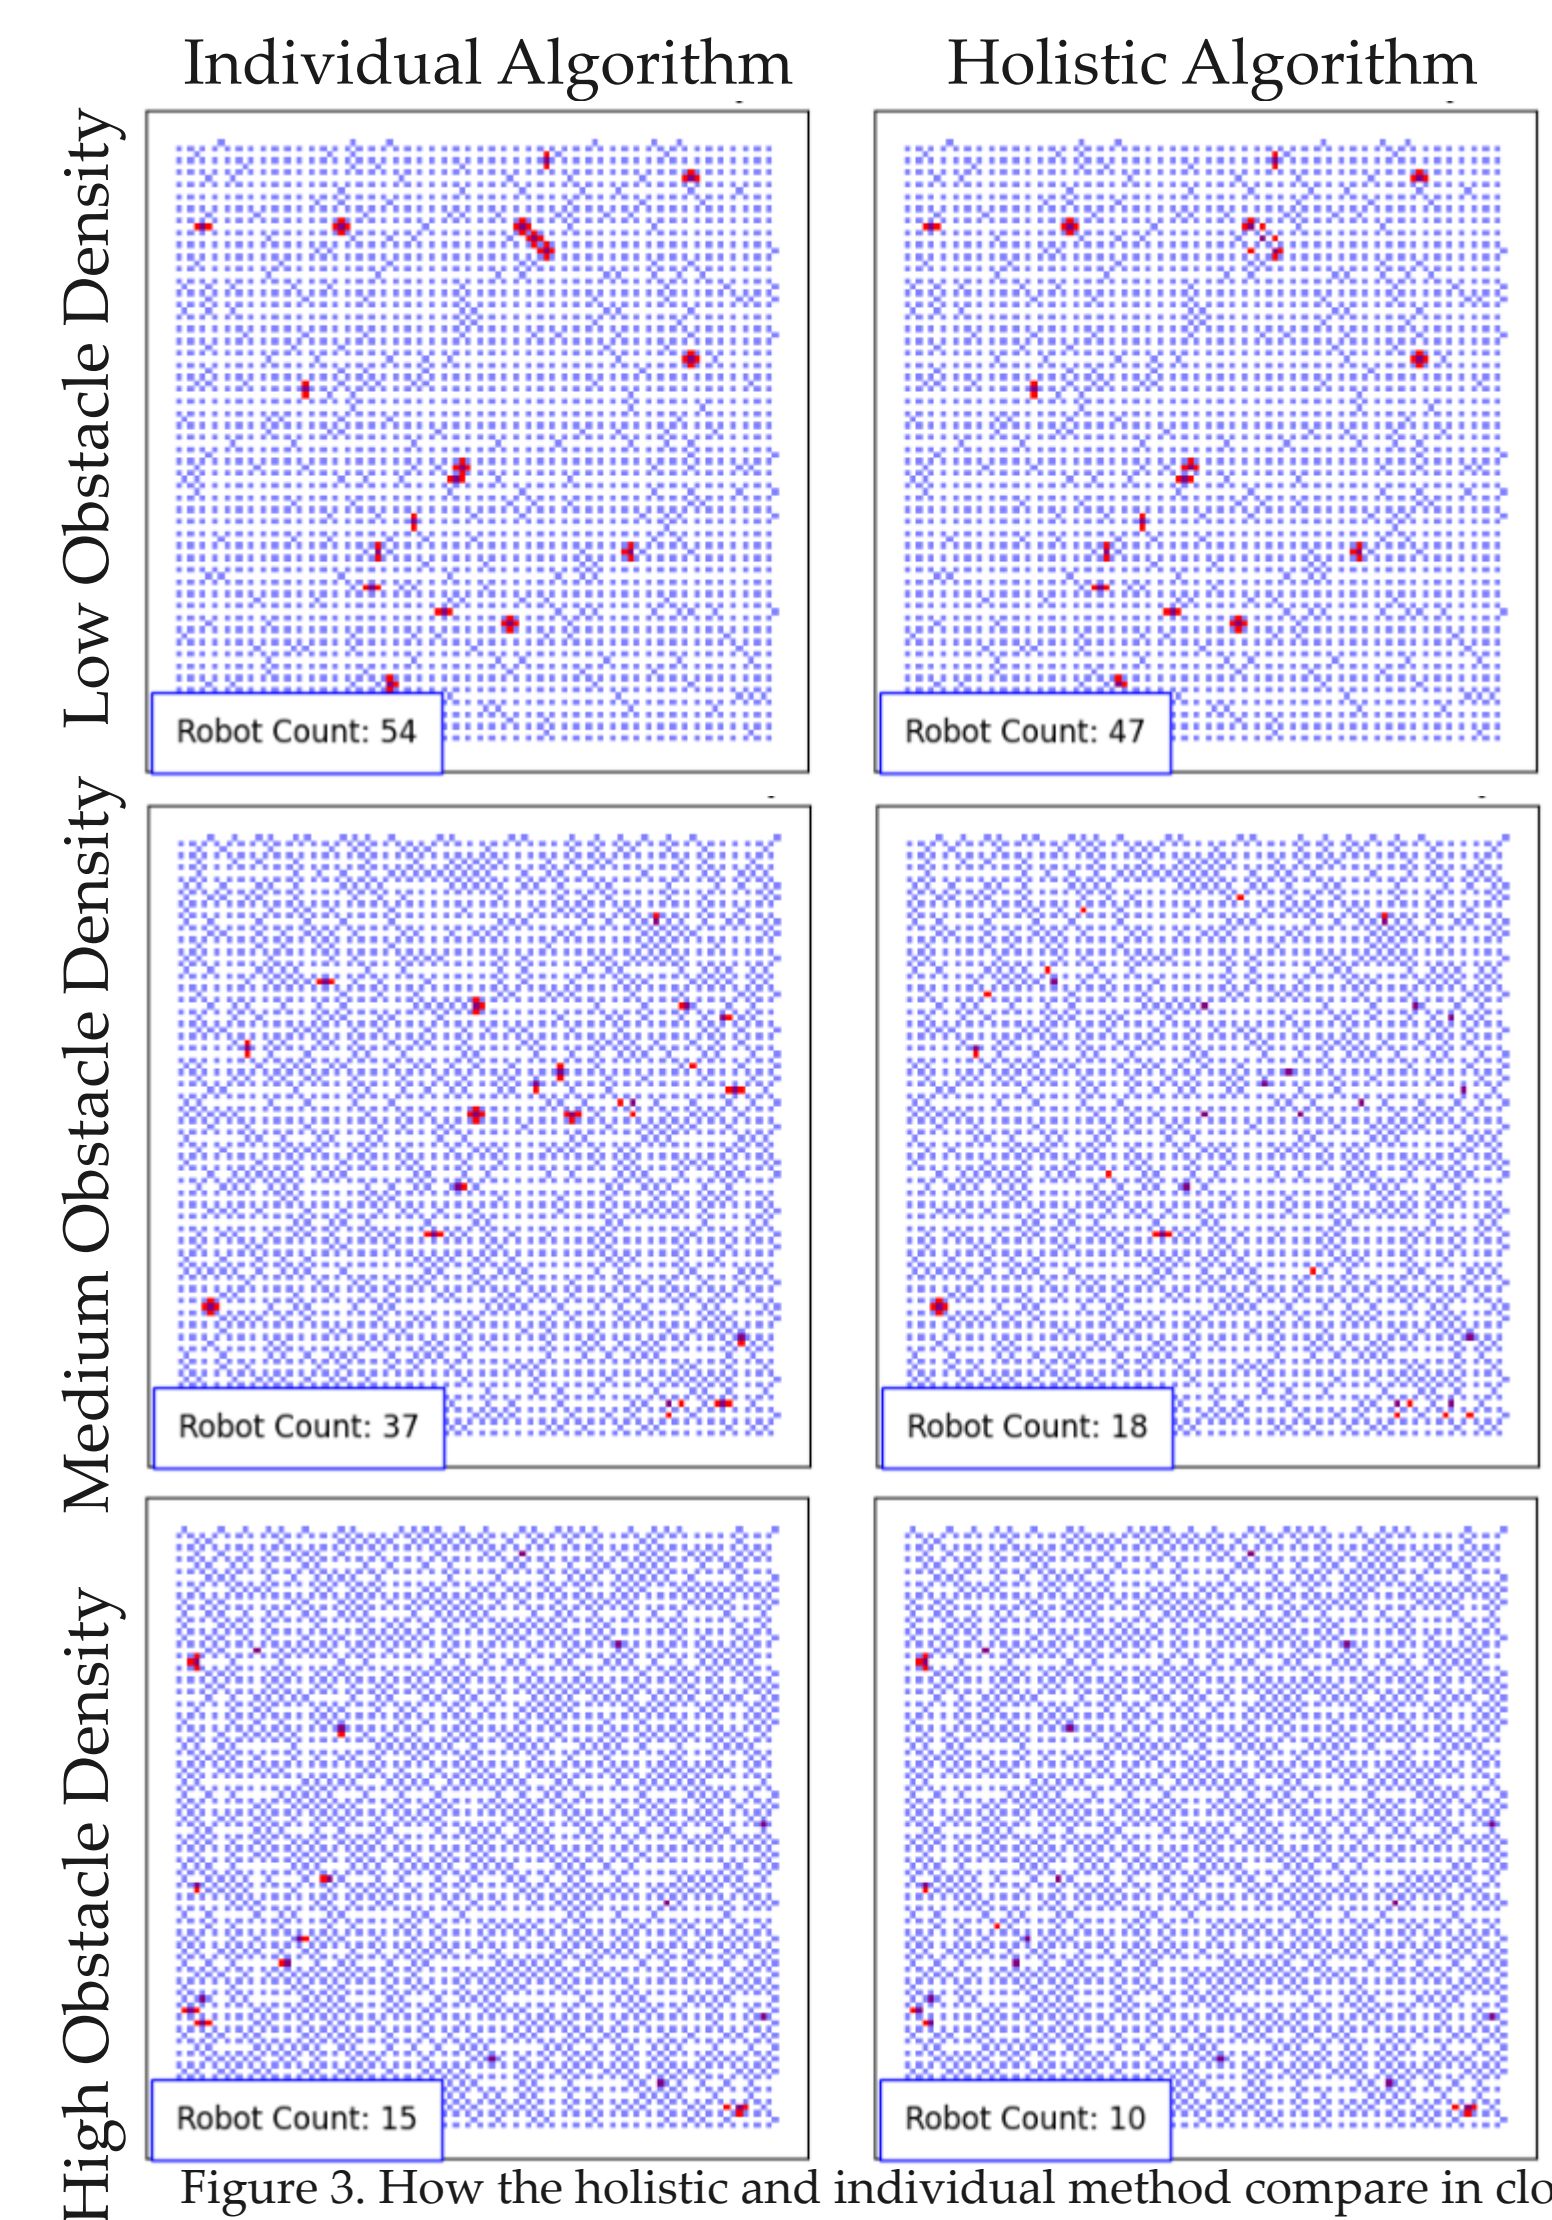 Individual Algorithm
Holistic Algorithm
Low Obstacle Density
Robot Count: 54
Robot Count: 47
Medium Obstacle Density
Robot Count: 37
Robot Count: 18
High Obstacle Density
Robot Count: 15
Robot Count: 10
Figure 3. How the holistic and individual method compare in clo